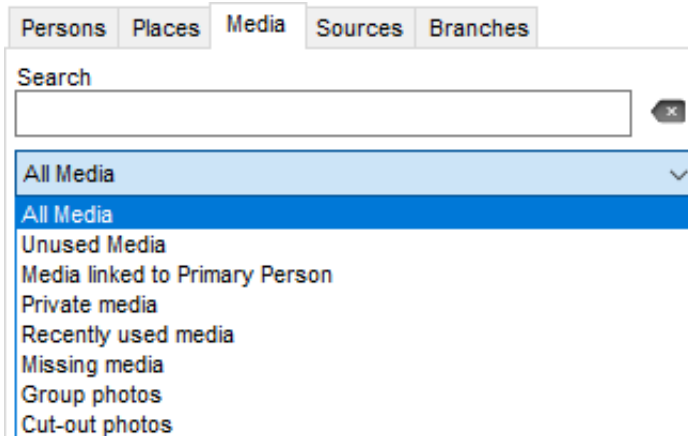 Persons Places Media Sources Branches
Search
All Media
All Media
Unused Media
Media linked to Primary Person
Private media
Recently used media
Missing media
Group photos
Cut-out photos